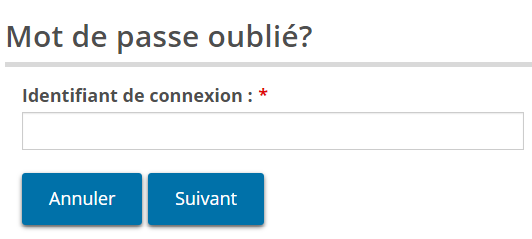 Mot de passe oublié?
Identifiant de connexion : *
Annuler Suivant